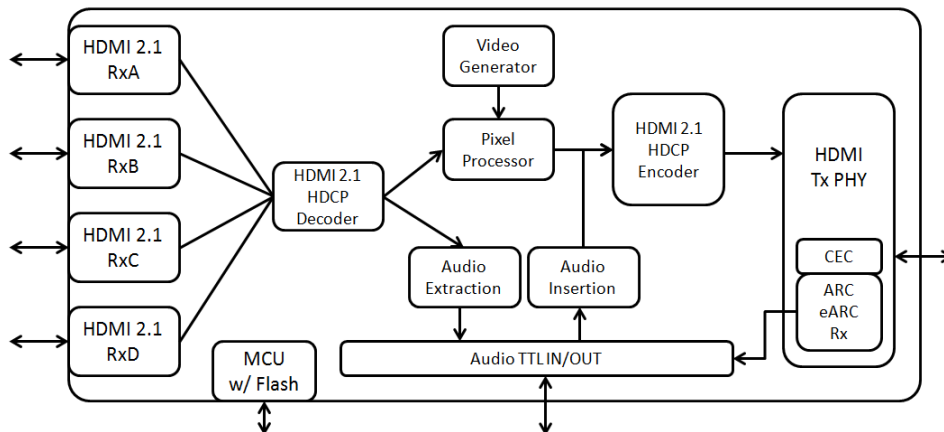 HDMI 2.1
RxA
HDMI 2.1
RxB
HDMI 2.1
RxC
HDMI 2.1
RxD
HDMI 2.1
HDCP
Decoder
Video
Generator
Pixel
Processor
Audio
Extraction
Audio
Insertion
HDMI 2.1
HDCP
Encoder
HDMI
Tx PHY
CEC
ARC
eARC
Rx
Audio TTLIN/OUT
MCU
w/ Flash